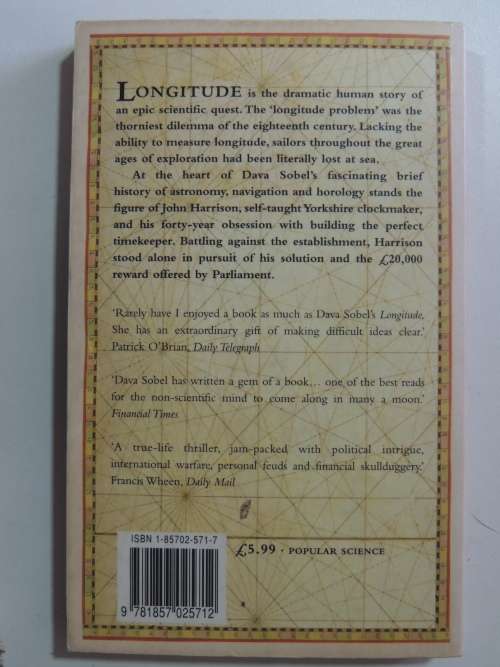 LONGITUDE is the dramatic human story of
an epic scientific quest. The ‘longitude problem’ was the
thorniest dilemma of the eighteenth century. Lacking the
ability to measure longitude, sailors throughout the great
ages of exploration had been literally lost at sea.
At the heart of Dava Sobel’s fascinating brief
history of astronomy, navigation and horology stands the
figure of John Harrison, self-taught Yorkshire clockmaker,
and his forty-year obsession with building the perfect
timekeeper. Battling against the establishment, Harrison
stood alone in pursuit of his solution and the £20,000
reward offered by Parliament.
‘Rarely have I enjoyed a book as much as Dava Sobel’s Longitude.
She has an extraordinary gift of making difficult ideas clear.’
Patrick O’Brian, Daily Telegraph
‘Dava Sobel has written a gem of a book… one of the best reads
for the non-scientific mind to come along in many a moon.’
Financial Times
‘A true-life thriller, jam-packed with political intrigue,
international warfare, personal feuds and financial skullduggery.’
Francis Wheen, Daily Mail
ISBN 1-85702-571-7
£5.99 · POPULAR SCIENCE
9 781857 025712